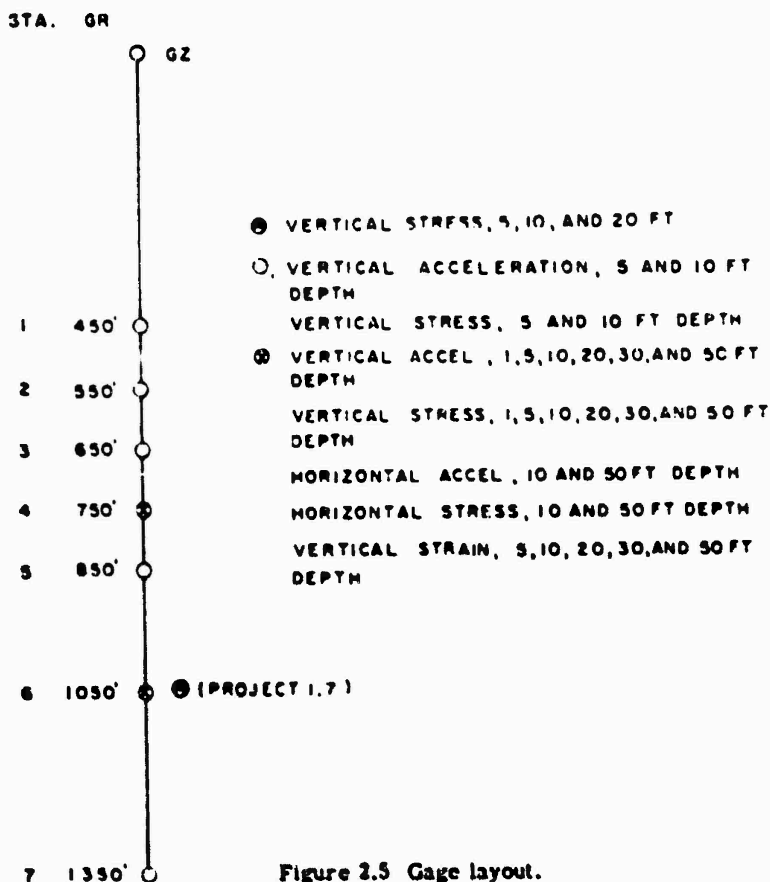 STA. GR
GZ
VERTICAL STRESS, 5, 10, AND 20 FT
VERTICAL ACCELERATION, 5 AND 10 FT
DEPTH
1 450' VERTICAL STRESS, 5 AND 10 FT DEPTH
VERTICAL ACCEL, 1,5,10,20,30,AND 50 FT
DEPTH
2 550'
VERTICAL STRESS, 1,5,10,20,30,AND 50 FT
DEPTH
3 650'
HORIZONTAL ACCEL, 10 AND 50 FT DEPTH
4 750' HORIZONTAL STRESS, 10 AND 50 FT DEPTH
VERTICAL STRAIN, 5,10,20,30,AND 50 FT
5 850' DEPTH
6 1050' (PROJECT 1.7)
7 1350' Figure 2.5 Gage layout.